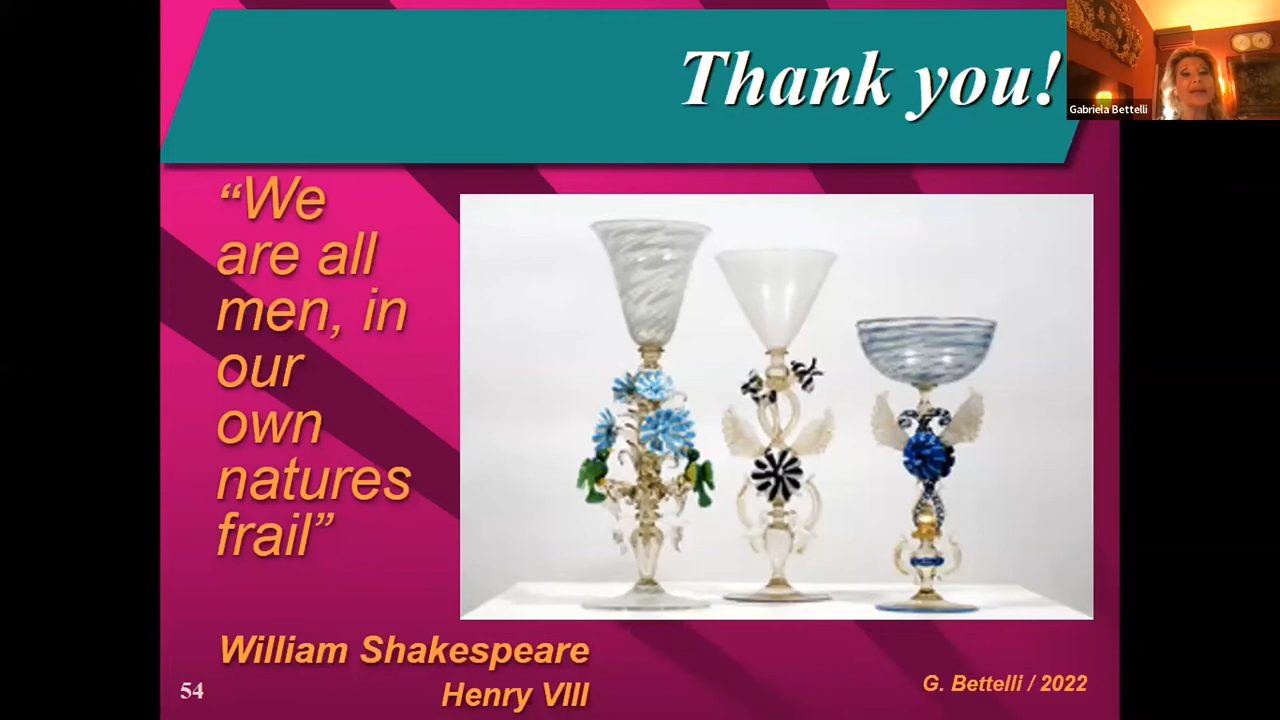 Thank you!
Gabriela Bettelli
“We
are all
men, in
our
own
natures
frail”
William Shakespeare
Henry VIII
54
G. Bettelli / 2022